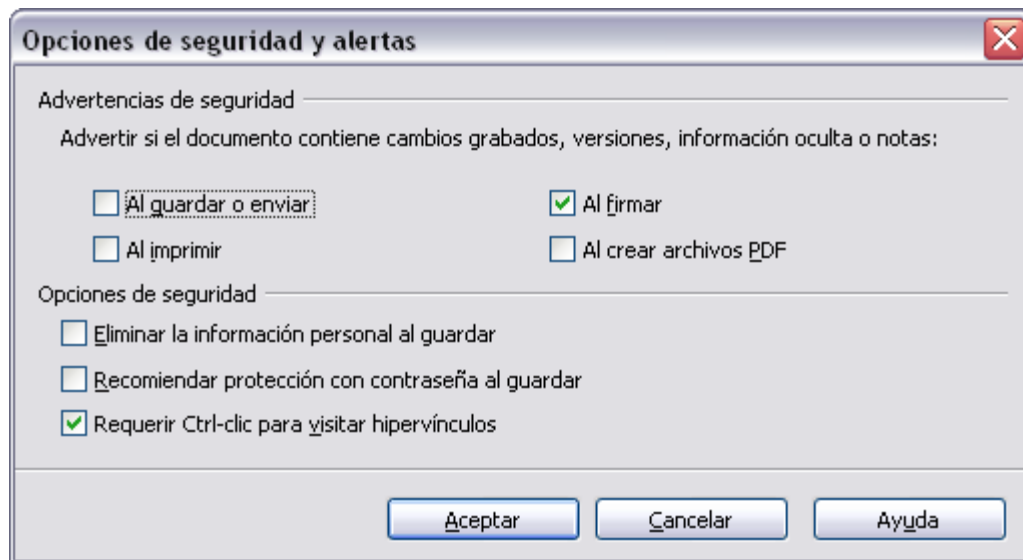 Opciones de seguridad y alertas
Advertencias de seguridad
Advertir si el documento contiene cambios grabados, versiones, información oculta o notas:
Al guardar o enviar
Al firmar
Al imprimir
Al crear archivos PDF
Opciones de seguridad
Eliminar la información personal al guardar
Recomiendar protección con contraseña al guardar
Requerir Ctrl-clic para visitar hipervínculos
Aceptar
Cancelar
Ayuda